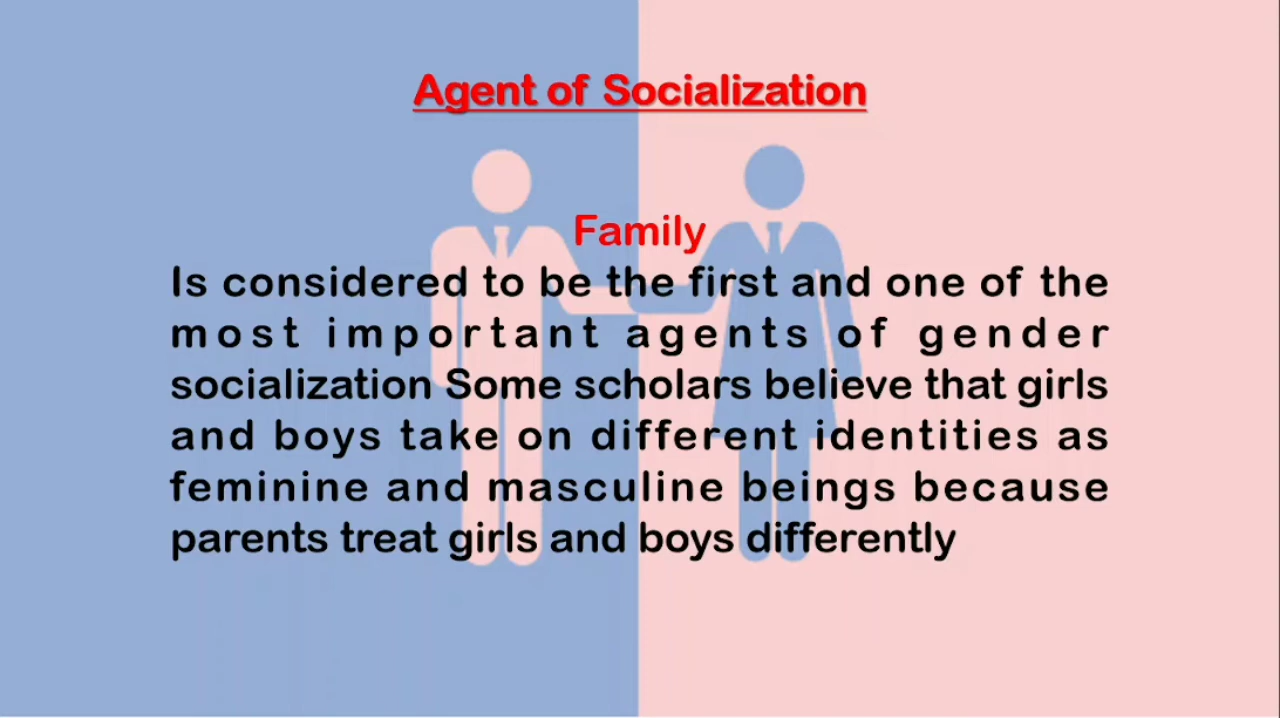 Agent of Socialization
Family
Is considered to be the first and one of the
most important agents of gender
socialization Some scholars believe that girls
and boys take on different identities as
feminine and masculine beings because
parents treat girls and boys differently